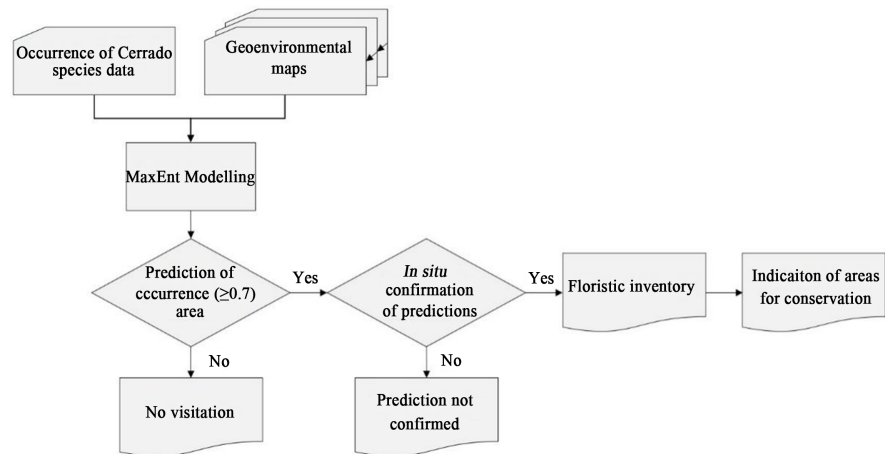 Occurrence of Cerrado
species data
Geoenvironmental
maps
MaxEnt Modelling
Prediction of
cccurrence (≥0.7)
area
Yes
In situ
confirmation
of predictions
Yes
Floristic inventory
Indicaiton of areas
for conservation
No
No
No visitation
Prediction not
confirmed